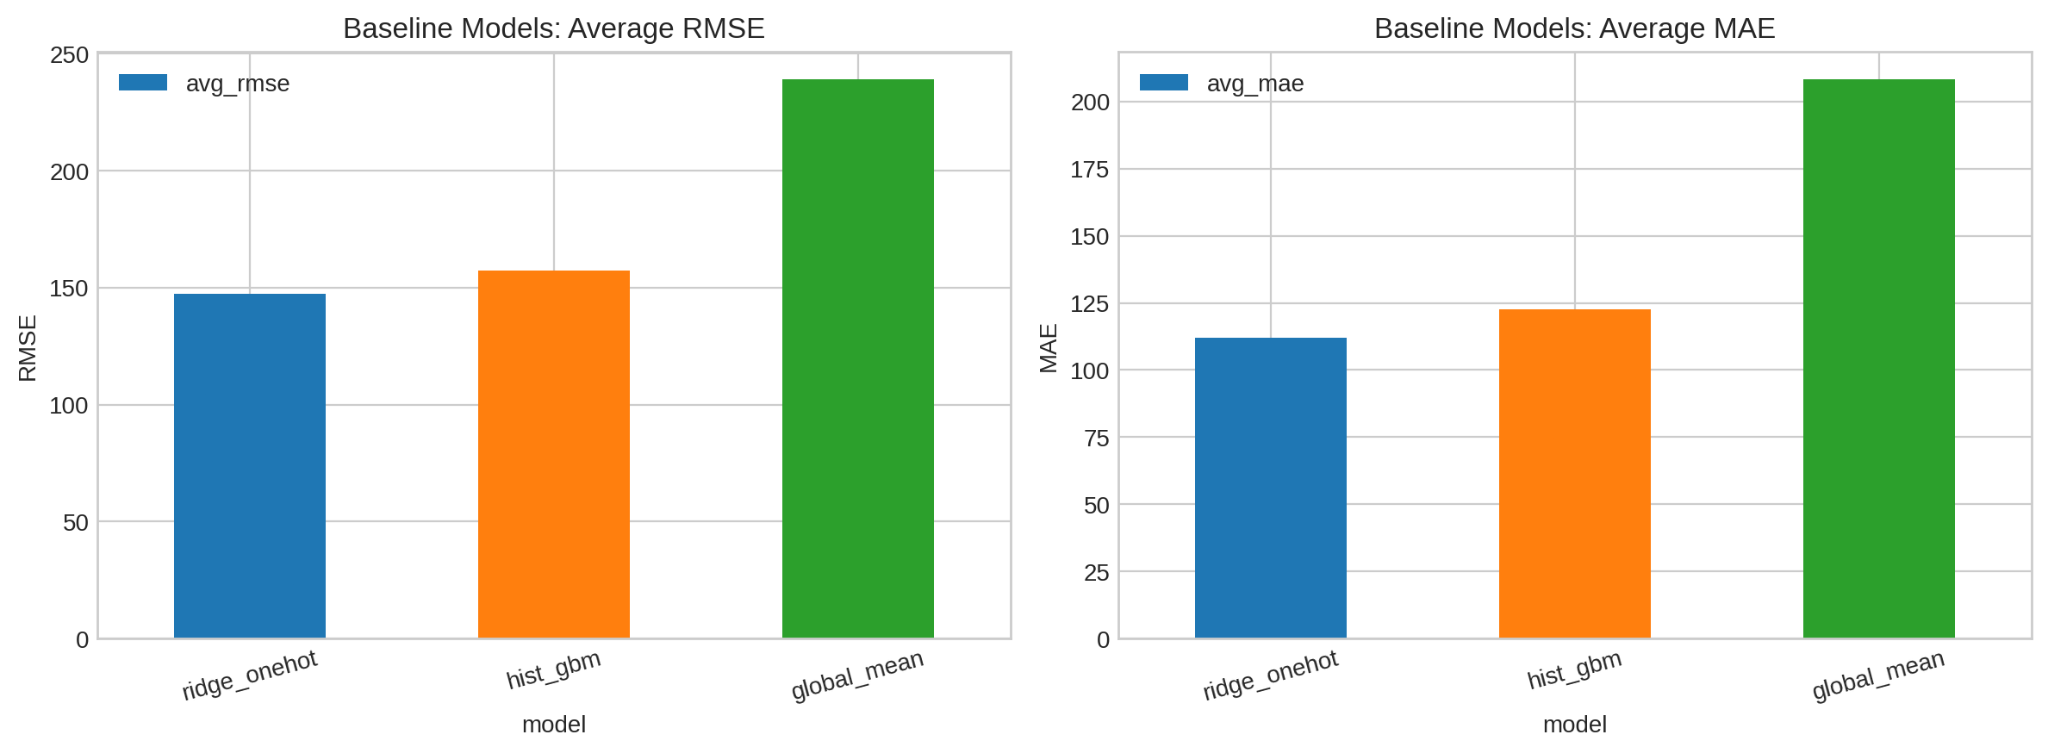 Baseline Models: Average RMSE
250
200
150
100
50
0
RMSE
avg_rmse
ridge_onehot
hist_gbm
global_mean
model
Baseline Models: Average MAE
200
175
150
125
100
75
50
25
0
MAE
avg_mae
ridge_onehot
hist_gbm
global_mean
model